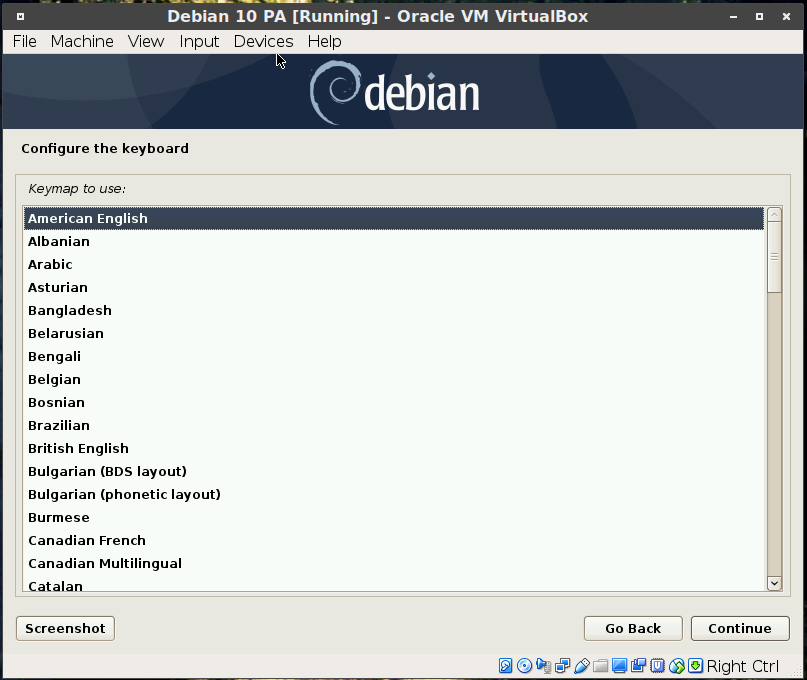 Debian 10 PA [Running] - Oracle VM VirtualBox
File Machine View Input Devices Help
debian
Configure the keyboard
Keymap to use:
American English
Albanian
Arabic
Asturian
Bangladesh
Belarusian
Bengali
Belgian
Bosnian
Brazilian
British English
Bulgarian (BDS layout)
Bulgarian (phonetic layout)
Burmese
Canadian French
Canadian Multilingual
Catalan
Screenshot Go Back Continue
Right Ctrl